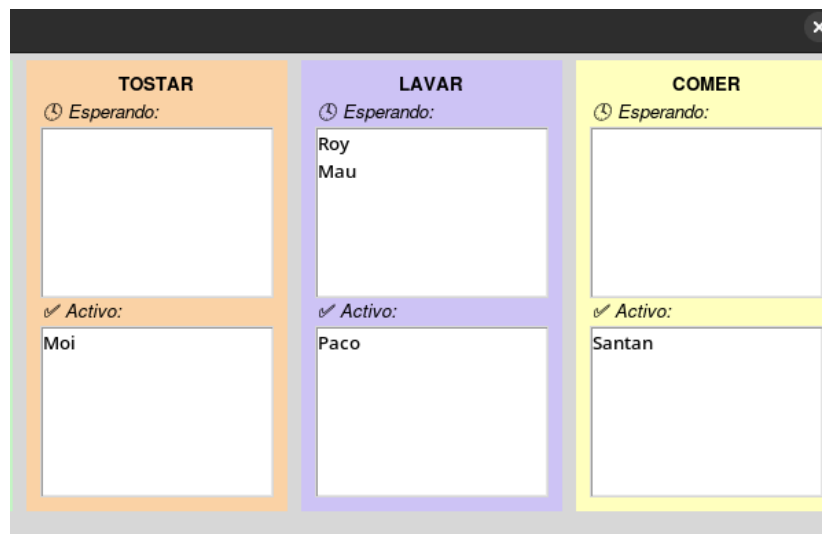 TOSTAR
🕓 Esperando:
✅ Activo:
Moi
LAVAR
🕓 Esperando:
Roy
Mau
✅ Activo:
Paco
COMER
🕓 Esperando:
✅ Activo:
Santan